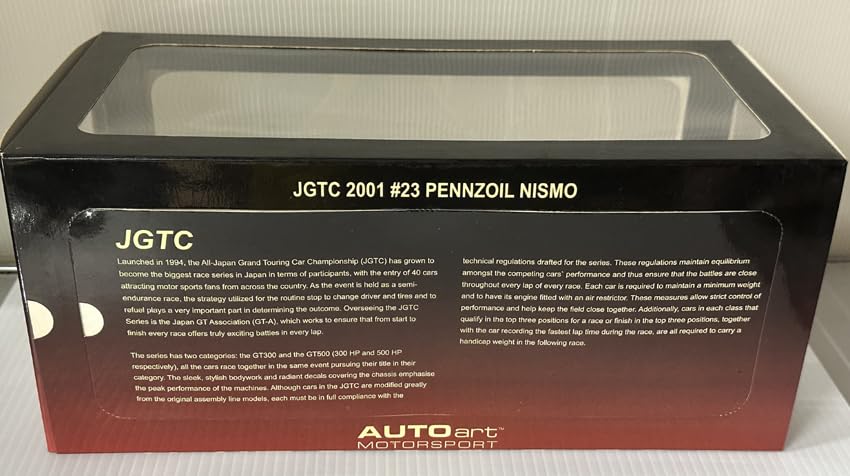 JGTC 2001 #23 PENNZOIL NISMO
JGTC
Launched in 1994, the All-Japan Grand Touring Car Championship (JGTC) has grown to
become the biggest race series in Japan in terms of participants, with the entry of 40 cars
attracting motor sports fans from across the country. As the event is held as a semi-
endurance race, the strategy utilized for the routine stop to change driver and tires and to
refuel plays a very important part in determining the outcome. Overseeing the JGTC
Series is the Japan GT Association (GT-A), which works to ensure that from start to
finish every race offers truly exciting battles in every lap.
The series has two categories: the GT300 and the GT500 (300 HP and 500 HP
respectively), all the cars race together in the same event pursuing their title in their
category. The sleek, stylish bodywork and radiant decals covering the chassis emphasise
the peak performance of the machines. Although cars in the JGTC are modified greatly
from the original assembly line models, each must be in full compliance with the
technical regulations drafted for the series. These regulations maintain equilibrium
amongst the competing cars' performance and thus ensure that the battles are close
throughout every lap of every race. Each car is required to maintain a minimum weight
and to have its engine fitted with an air restrictor. These measures allow strict control of
performance and help keep the field close together. Additionally, cars in each class that
qualify in the top three positions for a race or finish in the top three positions, together
with the car recording the fastest lap time during the race, are all required to carry a
handicap weight in the following race.
AUTOart™
MOTORSPORT